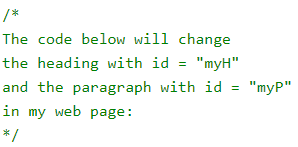 /*
The code below will change
the heading with id = "myH"
and the paragraph with id = "myP"
in my web page:
*/